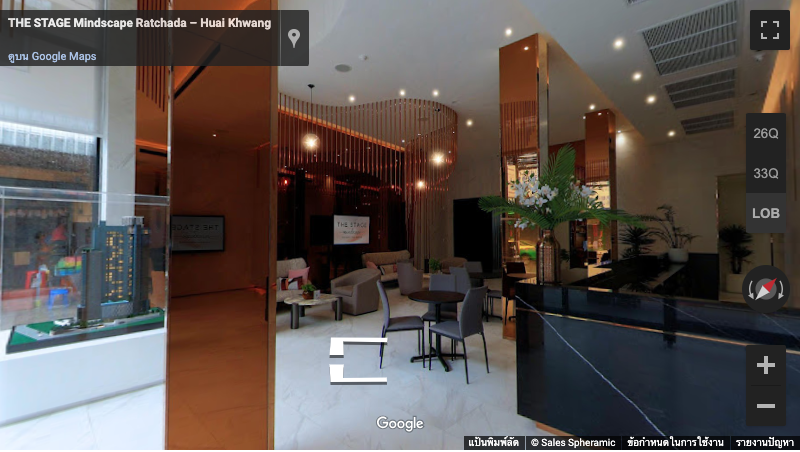 THE STAGE Mindscape Ratchada – Huai Khwang
ดูบน Google Maps
26Q
33Q
LOB
THE STAGE
Google
แป้นพิมพ์ลัด
© Sales Spheramic
ข้อกำหนดในการใช้งาน
รายงานปัญหา